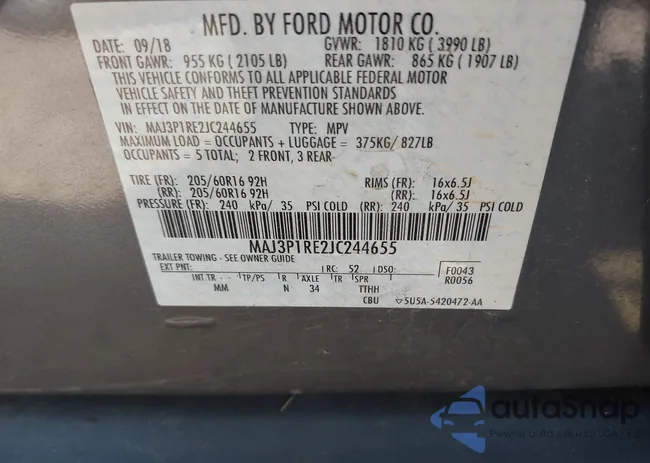 MFD. BY FORD MOTOR CO.
DATE: 09/18 GVWR: 1810 KG ( 3990 LB)
FRONT GAWR: 955 KG ( 2105 LB) REAR GAWR: 865 KG ( 1907 LB)
THIS VEHICLE CONFORMS TO ALL APPLICABLE FEDERAL MOTOR
VEHICLE SAFETY AND THEFT PREVENTION STANDARDS
IN EFFECT ON THE DATE OF MANUFACTURE SHOWN ABOVE.
VIN: MAJ3P1RE2JC244655 TYPE: MPV
MAXIMUM LOAD = OCCUPANTS + LUGGAGE = 375KG/ 827LB
OCCUPANTS = 5 TOTAL; 2 FRONT, 3 REAR
TIRE (FR): 205/60R16 92H RIMS (FR): 16x6.5J
(RR): 205/60R16 92H (RR): 16x6.5J
PRESSURE (FR): 240 kPa/ 35 PSI COLD (RR): 240 kPa/ 35 PSI COLD
MAJ3P1RE2JC244655
TRAILER TOWING - SEE OWNER GUIDE
EXT PNT: RC: 52 DSO: F0043
INT.TR -- TP/PS R AXLE TR SPR R0056
MM N 34 TTHH
CBU 5U5A-5420472-AA
autoSnap